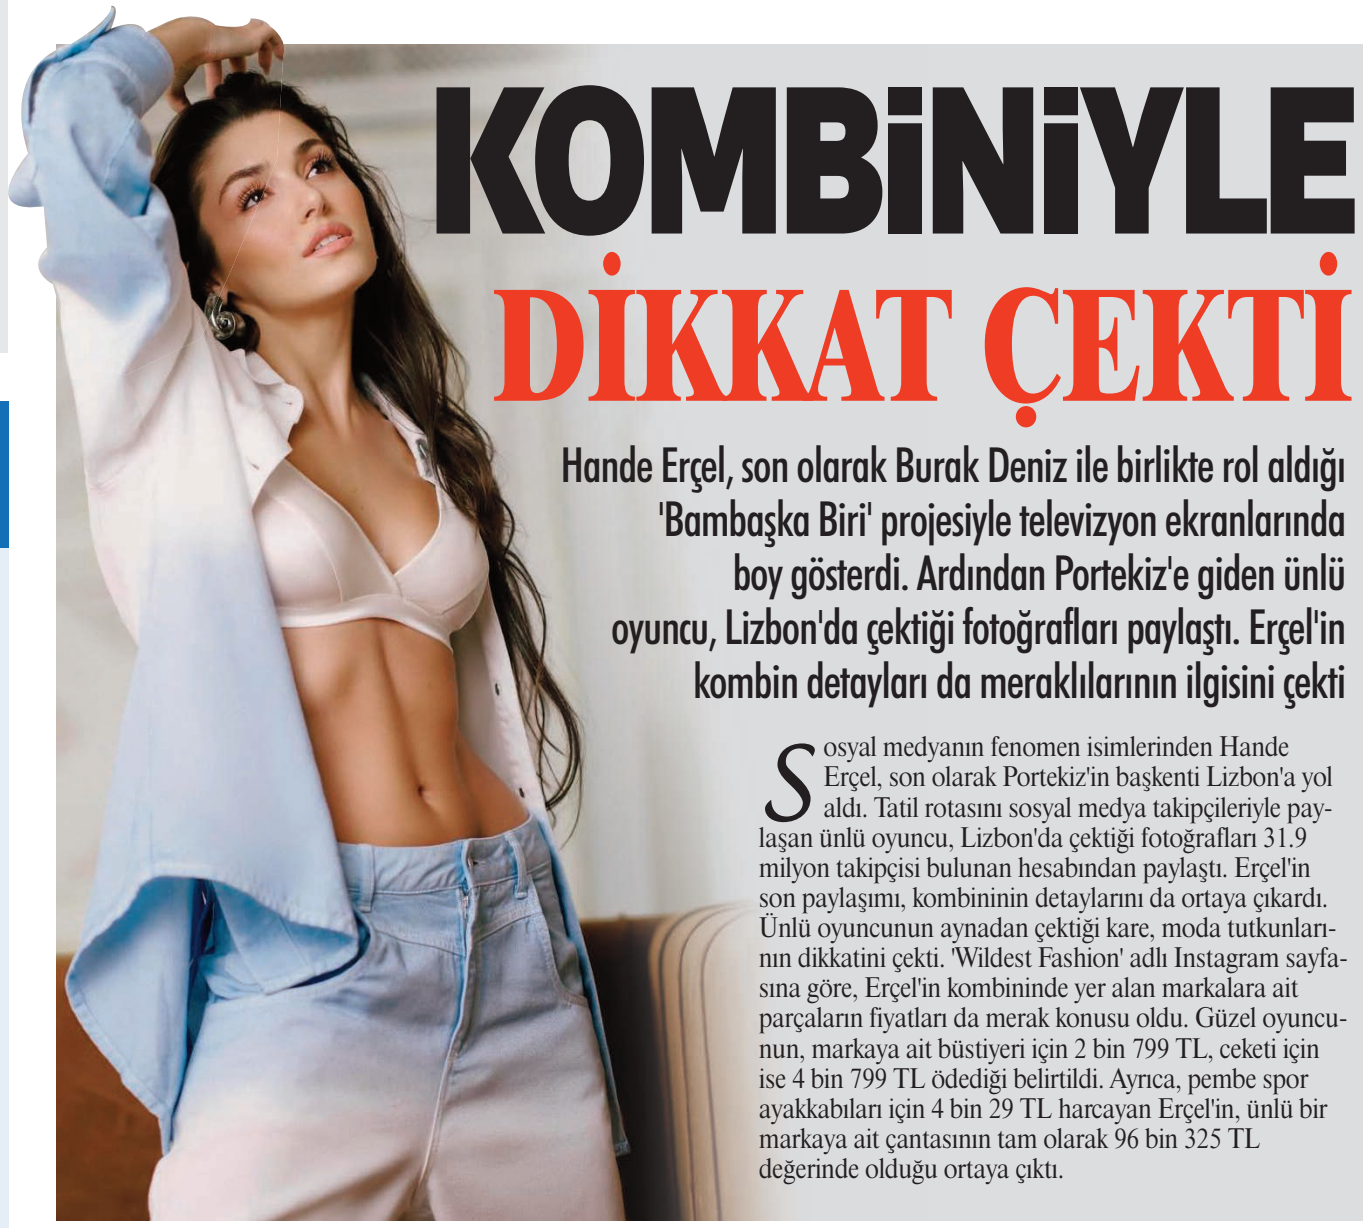 KOMBİNİYLE
DİKKAT ÇEKTİ
Hande Erçel, son olarak Burak Deniz ile birlikte rol aldığı
'Bambaşka Biri' projesiyle televizyon ekranlarında
boy gösterdi. Ardından Portekiz'e giden ünlü
oyuncu, Lizbon'da çektiği fotoğrafları paylaştı. Erçel'in
kombin detayları da meraklılarının ilgisini çekti
Sosyal medyanın fenomen isimlerinden Hande
Erçel, son olarak Portekiz'in başkenti Lizbon'a yol
aldı. Tatil rotasını sosyal medya takipçileriyle pay-
laşan ünlü oyuncu, Lizbon'da çektiği fotoğrafları 31.9
milyon takipçisi bulunan hesabından paylaştı. Erçel'in
son paylaşımı, kombininin detaylarını da ortaya çıkardı.
Ünlü oyuncunun aynadan çektiği kare, moda tutkunları-
nın dikkatini çekti. 'Wildest Fashion' adlı Instagram sayfa-
sına göre, Erçel'in kombininde yer alan markalara ait
parçaların fiyatları da merak konusu oldu. Güzel oyuncu-
nun, markaya ait büstiyeri için 2 bin 799 TL, ceketi için
ise 4 bin 799 TL ödediği belirtildi. Ayrıca, pembe spor
ayakkabıları için 4 bin 29 TL harcayan Erçel'in, ünlü bir
markaya ait çantasının tam olarak 96 bin 325 TL
değerinde olduğu ortaya çıktı.